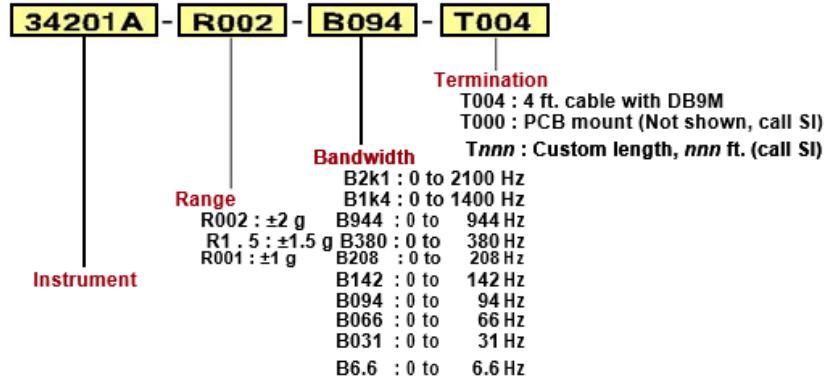 34201A - R002 - B094 - T004
Termination
T004 : 4 ft. cable with DB9M
T000 : PCB mount (Not shown, call SI)
Tnnn : Custom length, nnn ft. (call SI)
Bandwidth
B2k1 : 0 to 2100 Hz
B1k4 : 0 to 1400 Hz
B944 : 0 to 944 Hz
B380 : 0 to 380 Hz
B208 : 0 to 208 Hz
B142 : 0 to 142 Hz
B094 : 0 to 94 Hz
B066 : 0 to 66 Hz
B031 : 0 to 31 Hz
B6.6 : 0 to 6.6 Hz
Range
R002 : ±2 g
R1 . 5 : ±1.5 g
R001 : ±1 g
Instrument